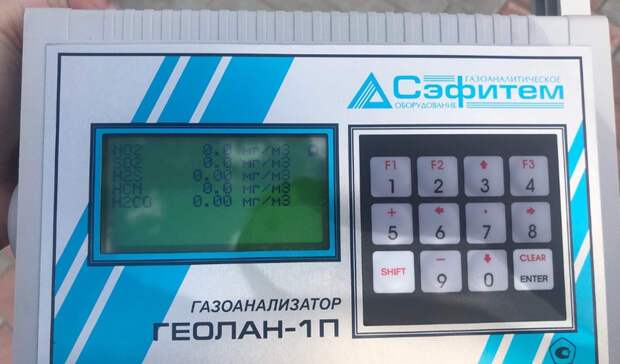 ГАЗОАНАЛИТИЧЕСКОЕ
Сэфитем
ОБОРУДОВАНИЕ
NO2 0.0 мг/м3
SO2 0.0 мг/м3
H2S 0.00 мг/м3
HCN 0.0 мг/м3
H2CO 0.00 мг/м3
F1 F2 F3
1 2 3 4
+
5 6 7 8
SHIFT − CLEAR
9 0 ENTER
ГАЗОАНАЛИЗАТОР
ГЕОЛАН-1П